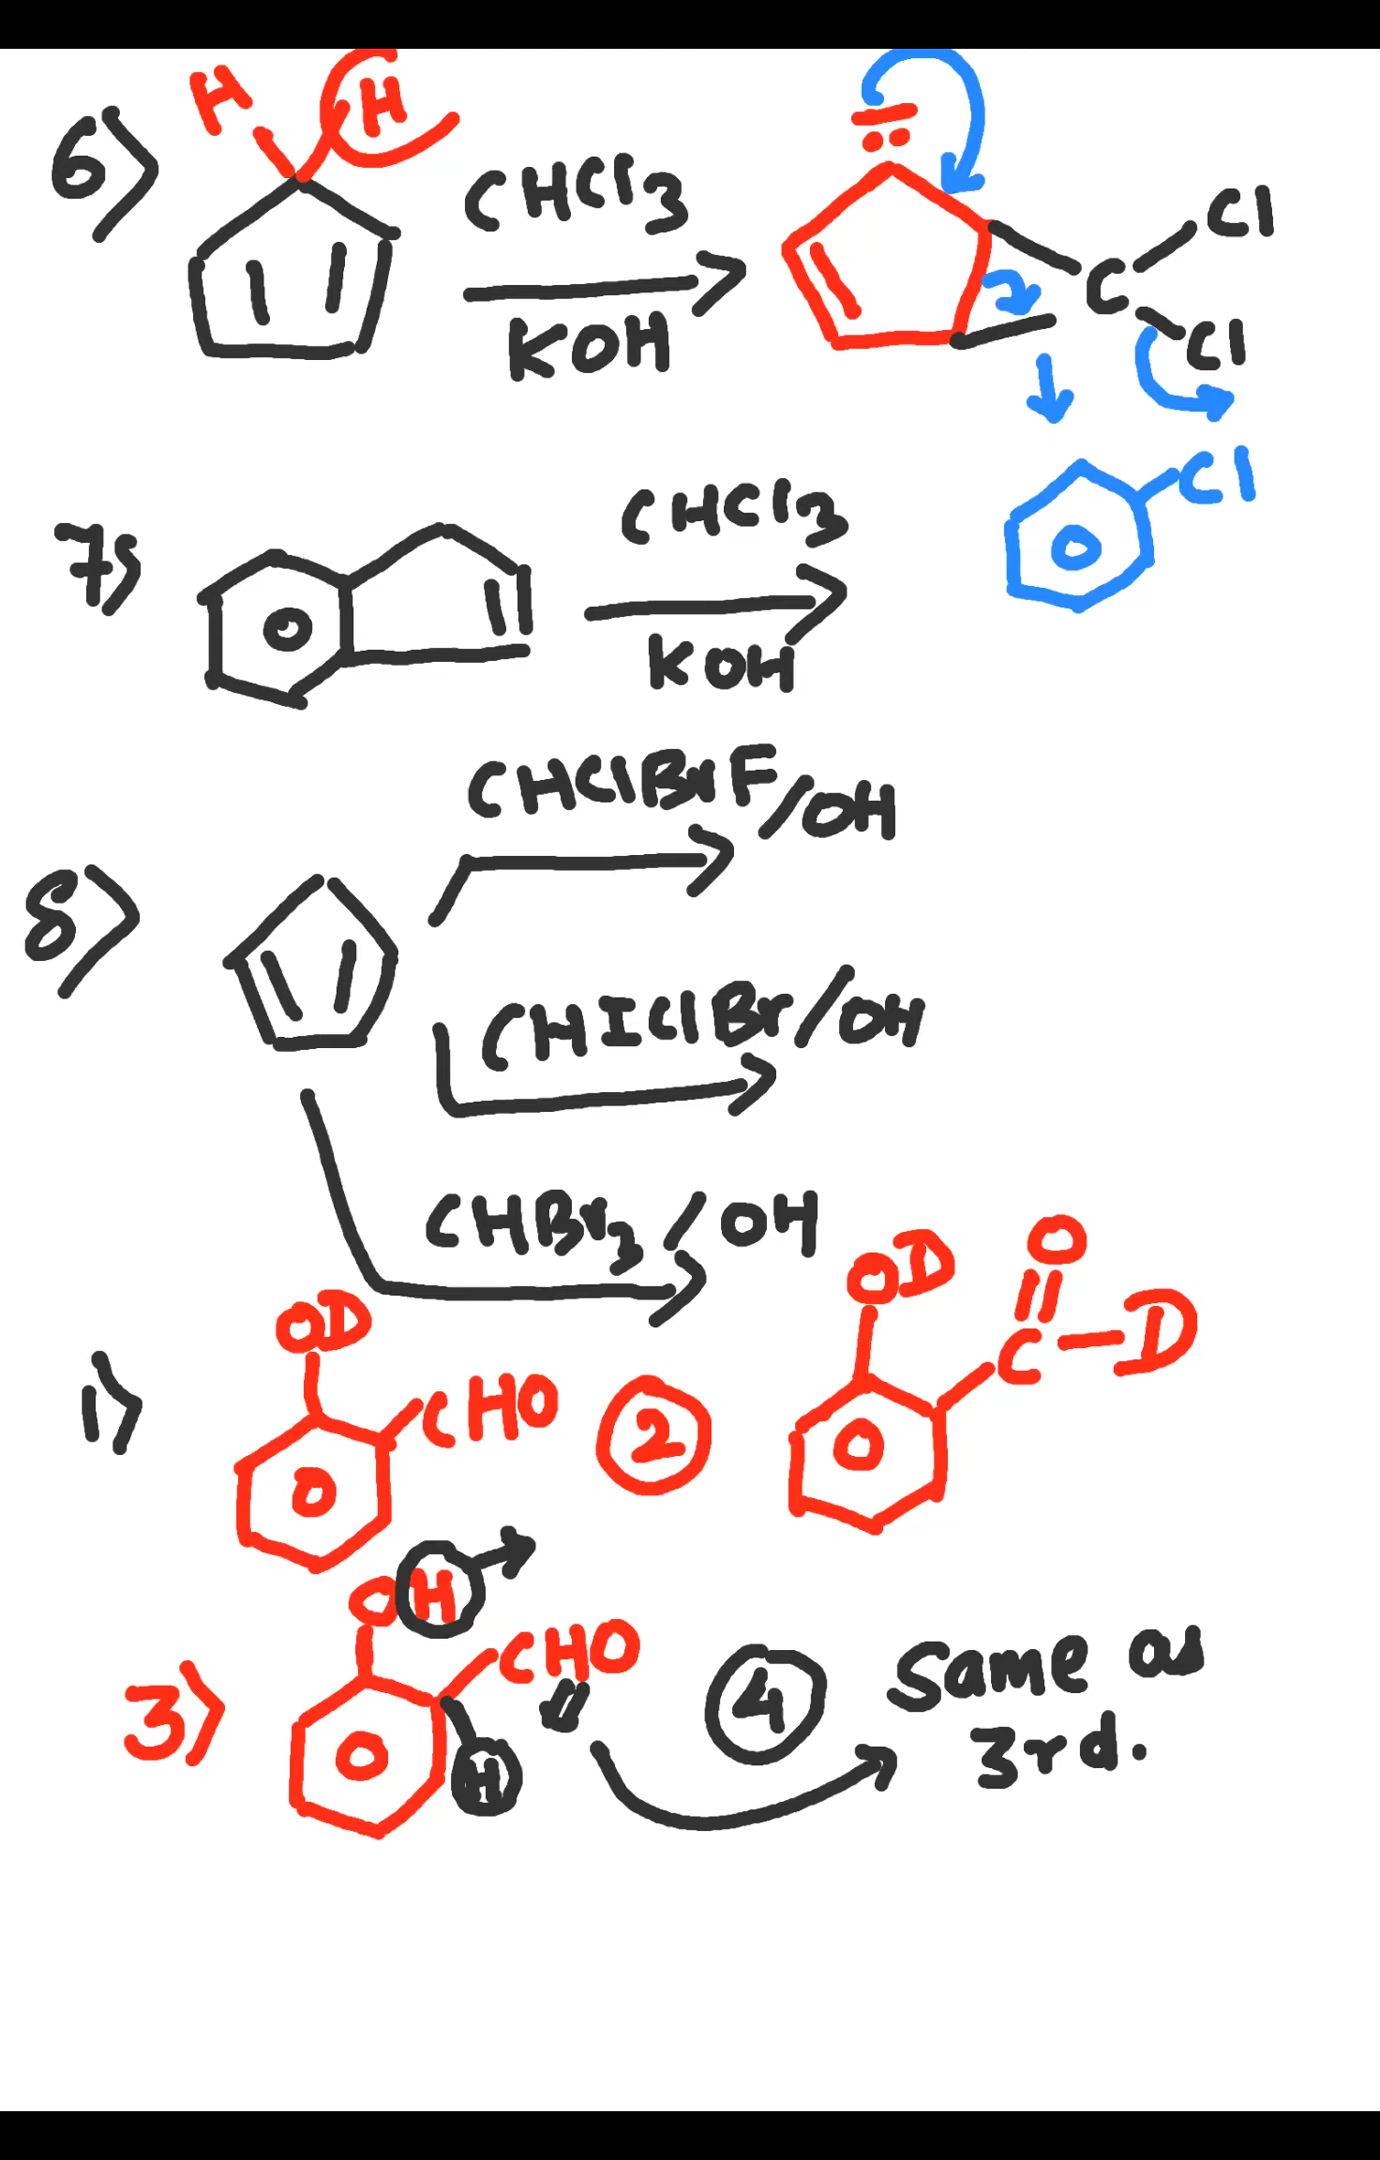 H H
6) CHCl3 Cl
KOH C Cl
Cl
7) CHCl3
KOH
CHClBrF/OH
8)
CHIClBr/OH
CHBr3/OH
O
OD OD C-D
1) CHO 2
OH
3) CHO 4 Same as
H 3rd.